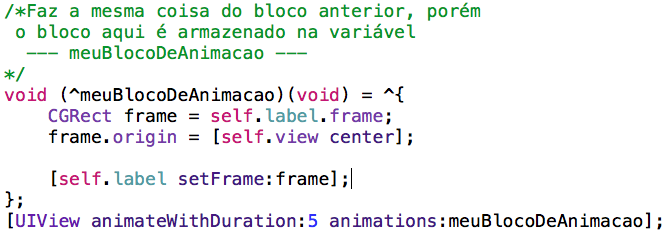 /*Faz a mesma coisa do bloco anterior, porém
o bloco aqui é armazenado na variável
--- meuBlocoDeAnimacao ---
*/
void (^meuBlocoDeAnimacao)(void) = ^{
CGRect frame = self.label.frame;
frame.origin = [self.view center];
[self.label setFrame:frame];
};
[UIView animateWithDuration:5 animations:meuBlocoDeAnimacao];